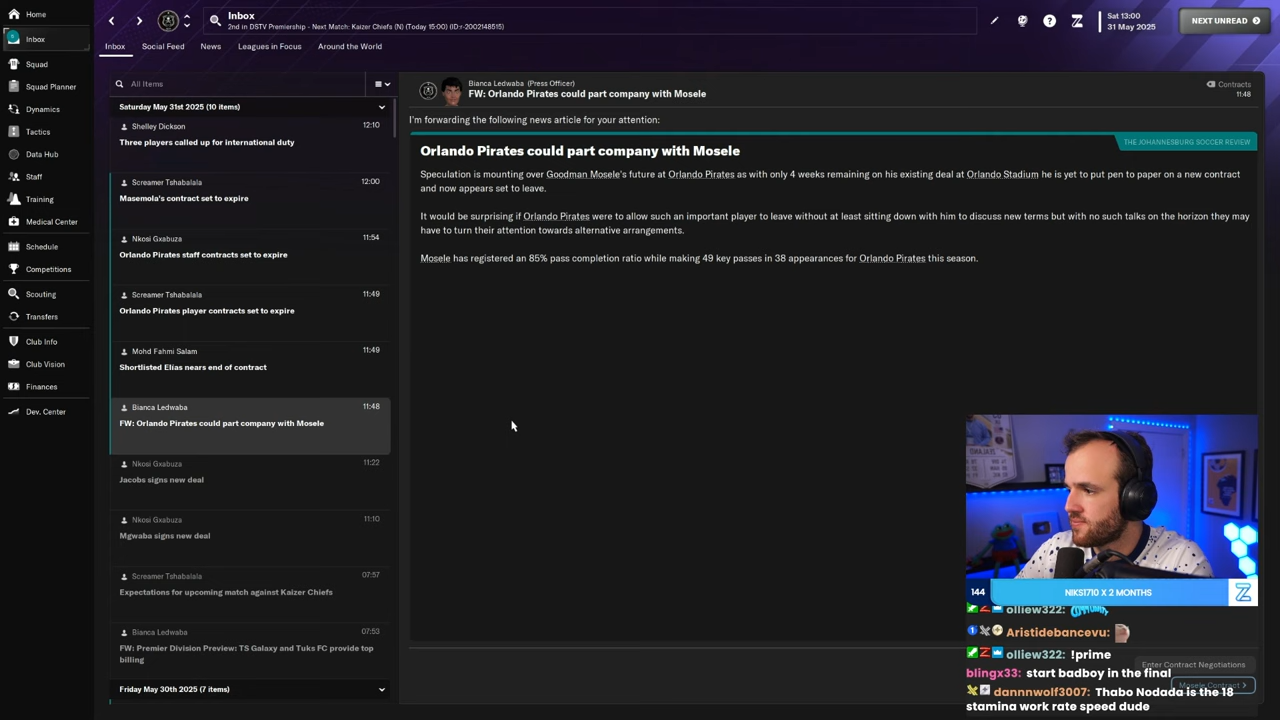 Home
Inbox
Squad
Squad Planner
Dynamics
Tactics
Data Hub
Staff
Training
Medical Center
Schedule
Competitions
Scouting
Transfers
Club Info
Club Vision
Finances
Dev. Center
Inbox
2nd in DSTV Premiership - Next Match: Kaizer Chiefs (N) (Today 15:00) (ID:r-2002148515)
Sat 13:00
31 May 2025
NEXT UNREAD
Inbox
Social Feed
News
Leagues in Focus
Around the World
All Items
Saturday May 31st 2025 (10 items)
Shelley Dickson
12:10
Three players called up for international duty
Screamer Tshabalala
12:00
Masemola's contract set to expire
Nkosi Gxabuza
11:54
Orlando Pirates staff contracts set to expire
Screamer Tshabalala
11:49
Orlando Pirates player contracts set to expire
Mohd Fahmi Salam
11:49
Shortlisted Elias nears end of contract
Bianca Ledwaba
11:48
FW: Orlando Pirates could part company with Mosele
Nkosi Gxabuza
11:22
Jacobs signs new deal
Nkosi Gxabuza
11:10
Mgwaba signs new deal
Screamer Tshabalala
07:57
Expectations for upcoming match against Kaizer Chiefs
Bianca Ledwaba
07:53
FW: Premier Division Preview: TS Galaxy and Tuks FC provide top
billing
Friday May 30th 2025 (7 items)
Bianca Ledwaba (Press Officer)
FW: Orlando Pirates could part company with Mosele
Contracts
11:48
I'm forwarding the following news article for your attention:
THE JOHANNESBURG SOCCER REVIEW
Orlando Pirates could part company with Mosele
Speculation is mounting over Goodman Mosele's future at Orlando Pirates as with only 4 weeks remaining on his existing deal at Orlando Stadium he is yet to put pen to paper on a new contract
and now appears set to leave.
It would be surprising if Orlando Pirates were to allow such an important player to leave without at least sitting down with him to discuss new terms but with no such talks on the horizon they may
have to turn their attention towards alternative arrangements.
Mosele has registered an 85% pass completion ratio while making 49 key passes in 38 appearances for Orlando Pirates this season.
144
NIKS1710 X 2 MONTHS
olliew322:
Aristidebancevu:
olliew322: !prime
Enter Contract Negotiations
blingx33: start badboy in the final
Mosele Contract >
dannnwolf3007: Thabo Nodada is the 18
stamina work rate speed dude